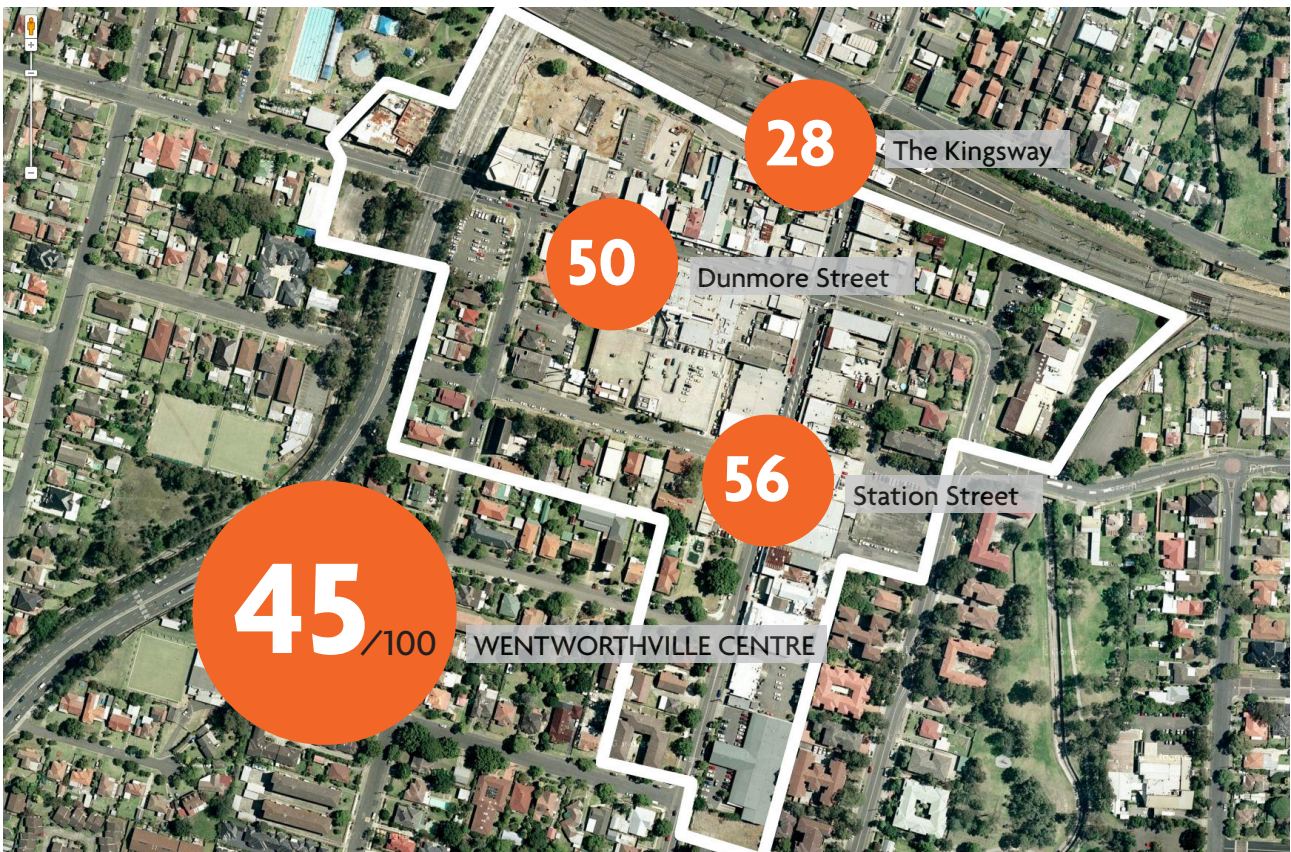 28
The Kingsway
50
Dunmore Street
56
Station Street
45/100
WENTWORTHVILLE CENTRE